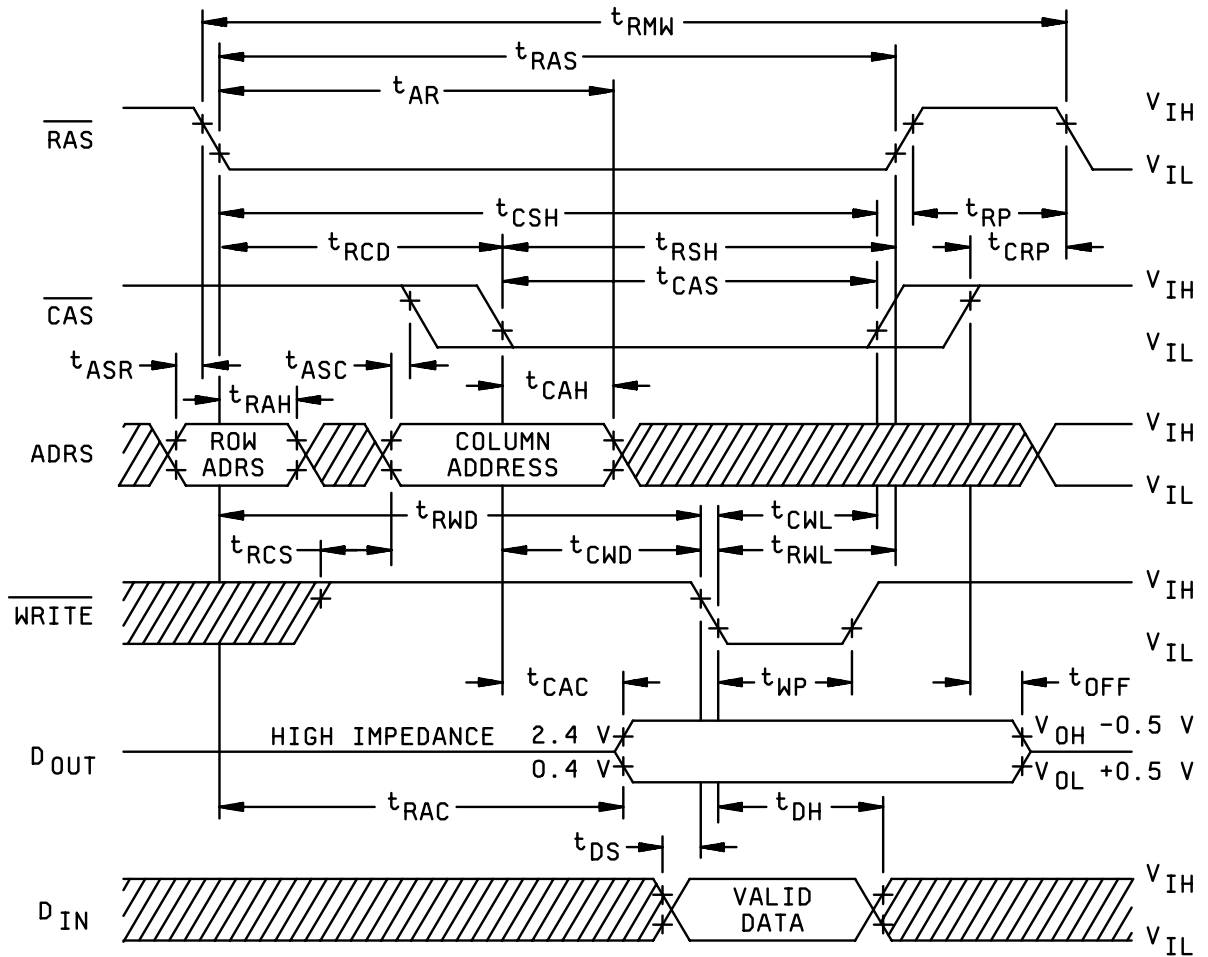 tRMW
tRAS
tAR
RAS
VIH
VIL
tCSH
tRP
tRCD
tRSH
tCRP
tCAS
CAS
VIH
VIL
tASR
tASC
tCAH
tRAH
ADRS
ROW
ADRS
COLUMN
ADDRESS
VIH
VIL
tRWD
tCWL
tRCS
tCWD
tRWL
WRITE
VIH
VIL
tCAC
tWP
tOFF
DOUT
HIGH IMPEDANCE 2.4 V
0.4 V
VOH -0.5 V
VOL +0.5 V
tRAC
tDH
tDS
DIN
VALID
DATA
VIH
VIL